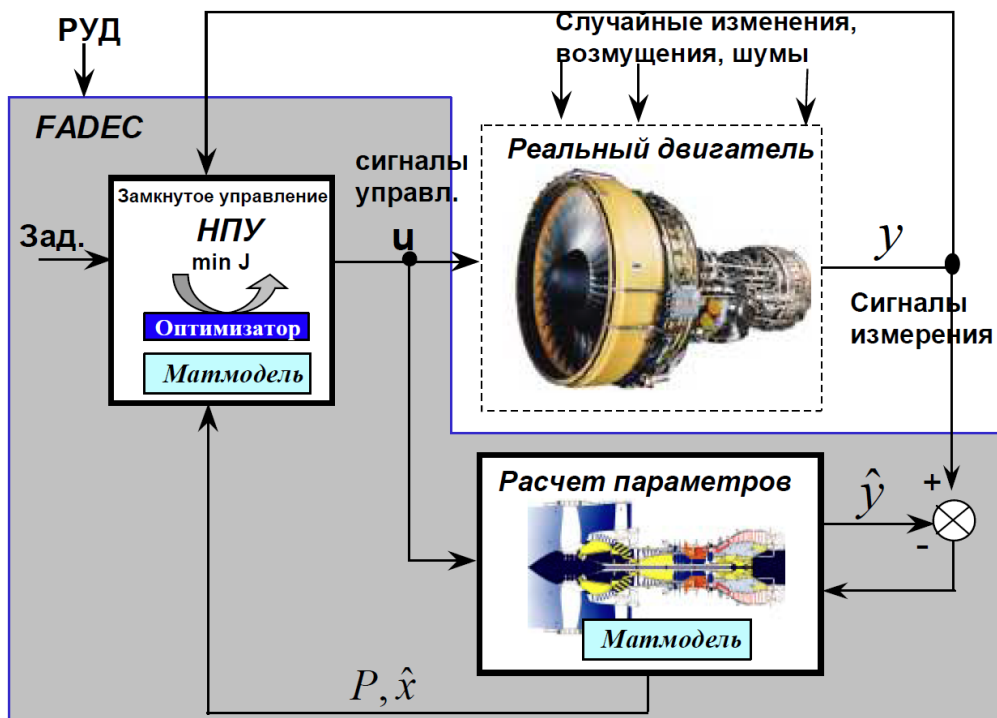 РУД
Случайные изменения,
возмущения, шумы
FADEC
Реальный двигатель
сигналы
управл.
u
Замкнутое управление
НПУ
min J
Зад.
Оптимизатор
Матмодель
y
Сигналы
измерения
Расчет параметров
ŷ
+
-
Матмодель
P, x̂